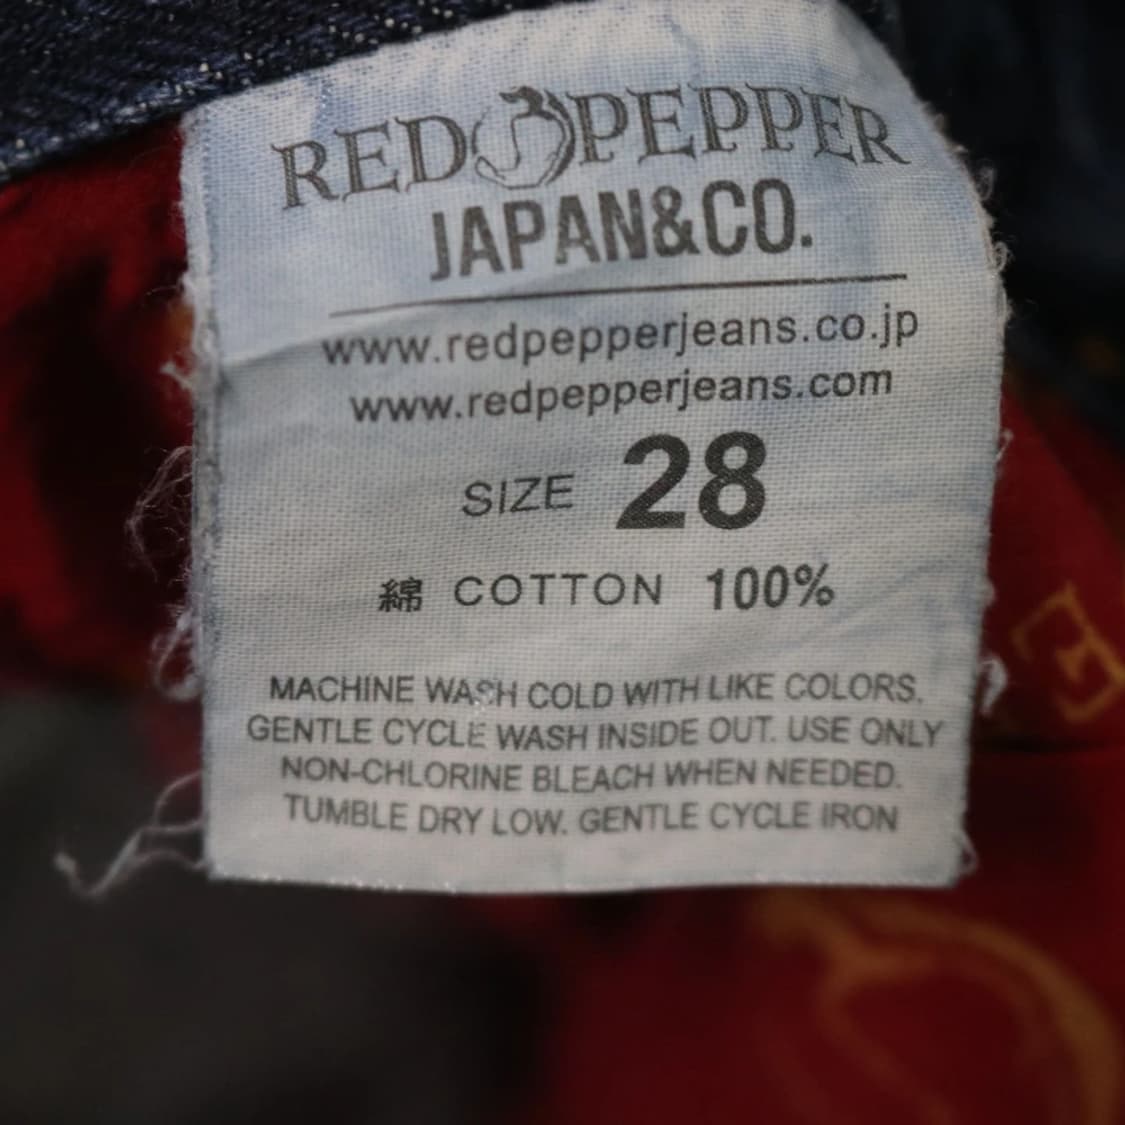 RED PEPPER
JAPAN&CO.
www.redpepperjeans.co.jp
www.redpepperjeans.com
SIZE 28
綿 COTTON 100%
MACHINE WASH COLD WITH LIKE COLORS.
GENTLE CYCLE WASH INSIDE OUT. USE ONLY
NON-CHLORINE BLEACH WHEN NEEDED.
TUMBLE DRY LOW. GENTLE CYCLE IRON
E